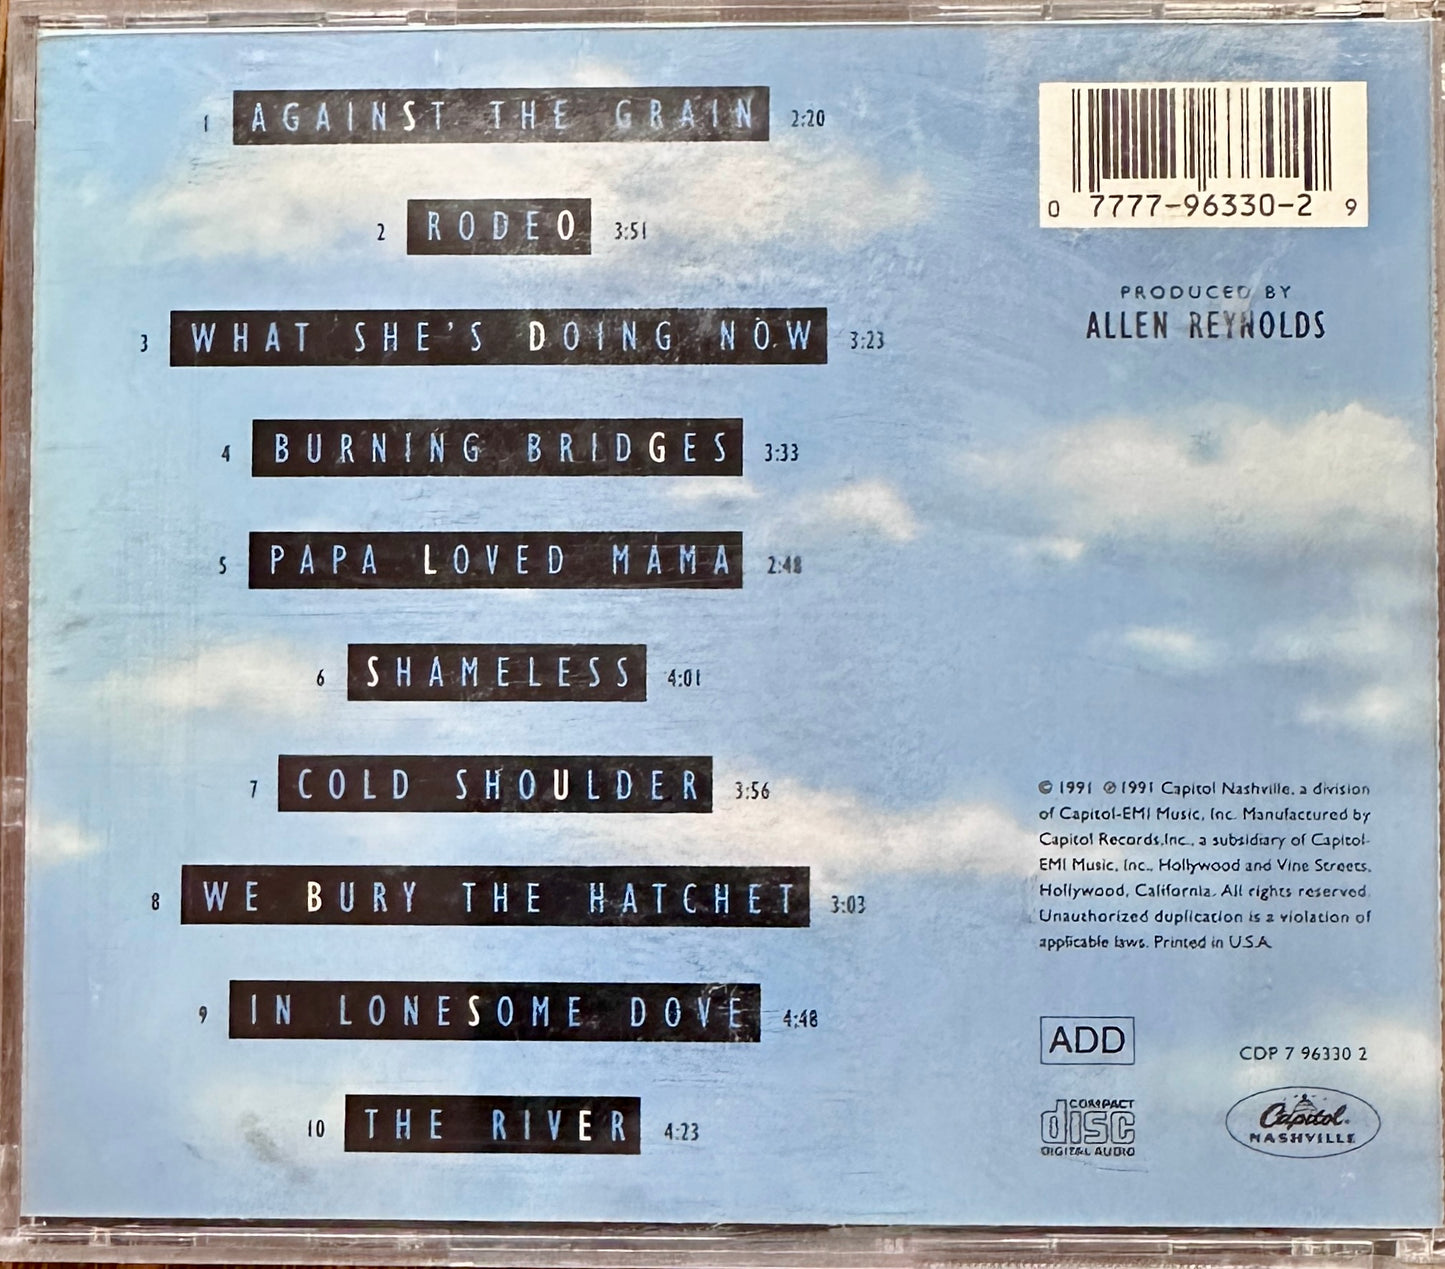 1 AGAINST THE GRAIN 2:20
2 RODEO 3:51
3 WHAT SHE'S DOING NOW 3:23
4 BURNING BRIDGES 3:33
5 PAPA LOVED MAMA 2:48
6 SHAMELESS 4:01
7 COLD SHOULDER 3:56
8 WE BURY THE HATCHET 3:03
9 IN LONESOME DOVE 4:48
10 THE RIVER 4:23
0 7777-96330-2 9
PRODUCED BY
ALLEN REYNOLDS
© 1991 ℗ 1991 Capitol Nashville, a division
of Capitol-EMI Music, Inc. Manufactured by
Capitol Records,Inc., a subsidiary of Capitol-
EMI Music, Inc., Hollywood and Vine Streets,
Hollywood, California. All rights reserved.
Unauthorized duplication is a violation of
applicable laws. Printed in U.S.A.
ADD
CDP 7 96330 2
COMPACT
disc
DIGITAL AUDIO
Capitol
NASHVILLE